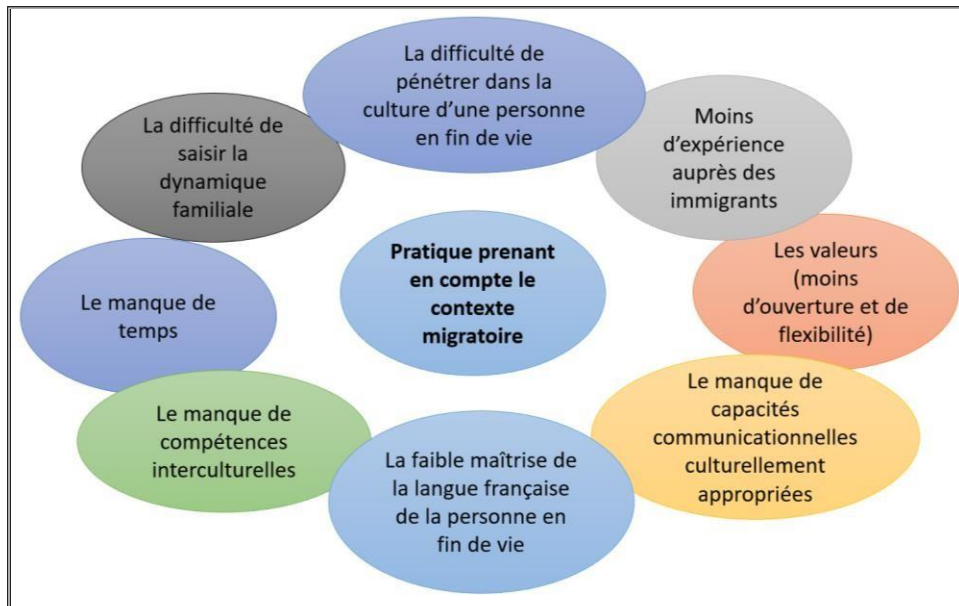 La difficulté de
pénétrer dans la
culture d’une personne
en fin de vie
Moins
d’expérience
auprès des
immigrants
Les valeurs
(moins
d’ouverture et de
flexibilité)
Le manque de
capacités
communicationnelles
culturellement
appropriées
La faible maîtrise de
la langue française
de la personne en
fin de vie
Le manque de
compétences
interculturelles
Le manque de
temps
La difficulté de
saisir la
dynamique
familiale
Pratique prenant
en compte le
contexte
migratoire